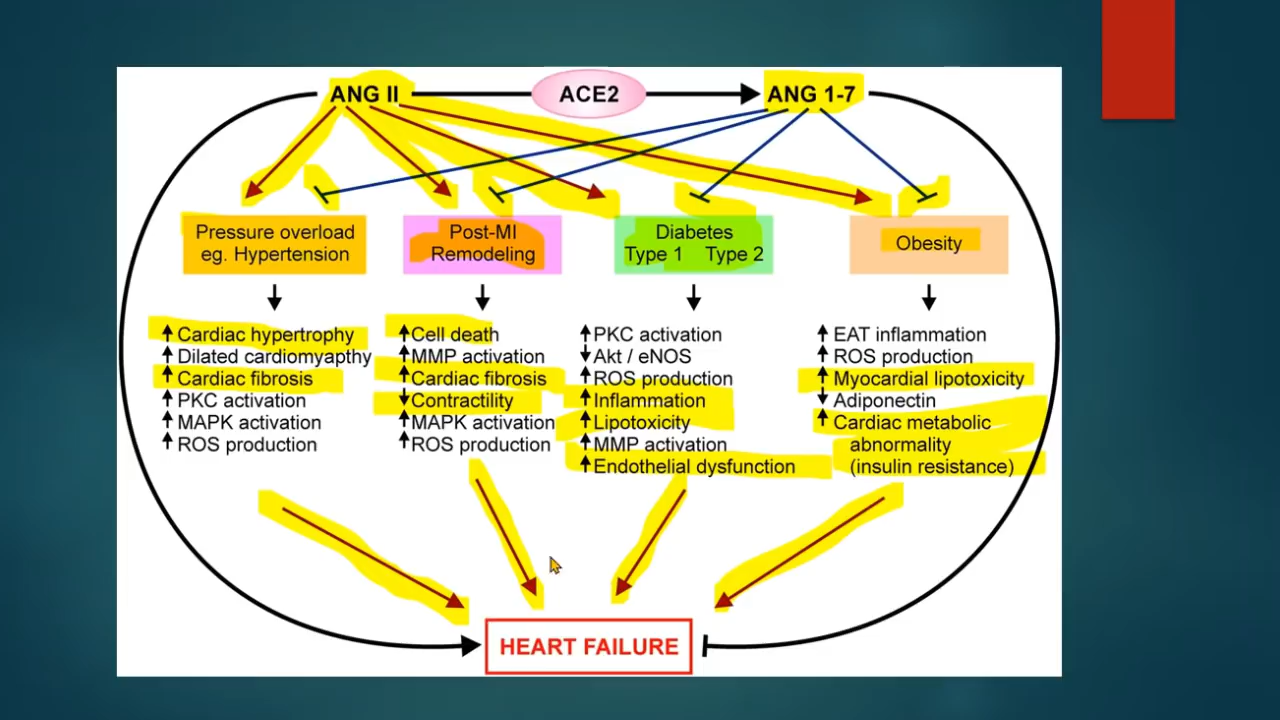 ANG II
ACE2
ANG 1-7
Pressure overload
eg. Hypertension
Post-MI
Remodeling
Diabetes
Type 1 Type 2
Obesity
Cardiac hypertrophy
Dilated cardiomyapthy
Cardiac fibrosis
PKC activation
MAPK activation
ROS production
Cell death
MMP activation
Cardiac fibrosis
Contractility
MAPK activation
ROS production
PKC activation
Akt / eNOS
ROS production
Inflammation
Lipotoxicity
MMP activation
Endothelial dysfunction
EAT inflammation
ROS production
Myocardial lipotoxicity
Adiponectin
Cardiac metabolic
abnormality
(insulin resistance)
HEART FAILURE